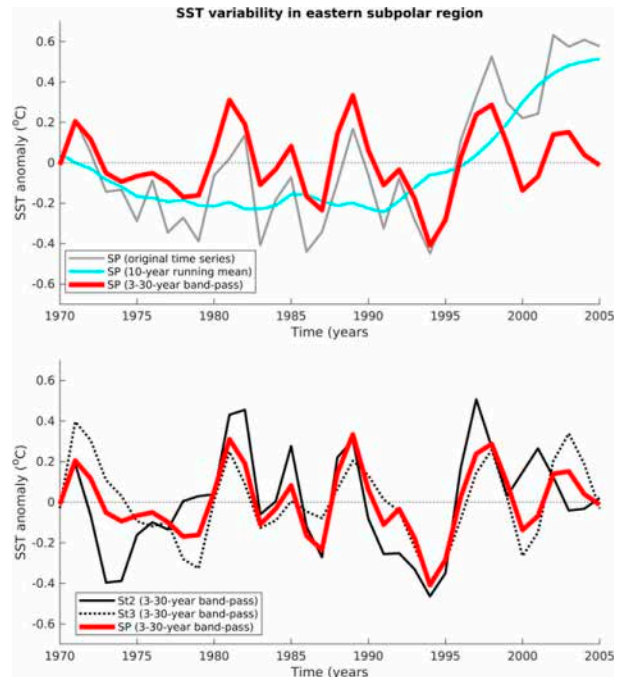 SST variability in eastern subpolar region
SST anomaly (°C)
0.6
0.4
0.2
0
-0.2
-0.4
-0.6
SP (original time series)
SP (10-year running mean)
SP (3-30-year band-pass)
1970 1975 1980 1985 1990 1995 2000 2005
Time (years
SST anomaly (°C)
0.6
0.4
0.2
0
-0.2
-0.4
-0.6
St2 (3-30-year band-pass)
St3 (3-30-year band-pass)
SP (3-30-year band-pass)
1970 1975 1980 1985 1990 1995 2000 2005
Time (years)